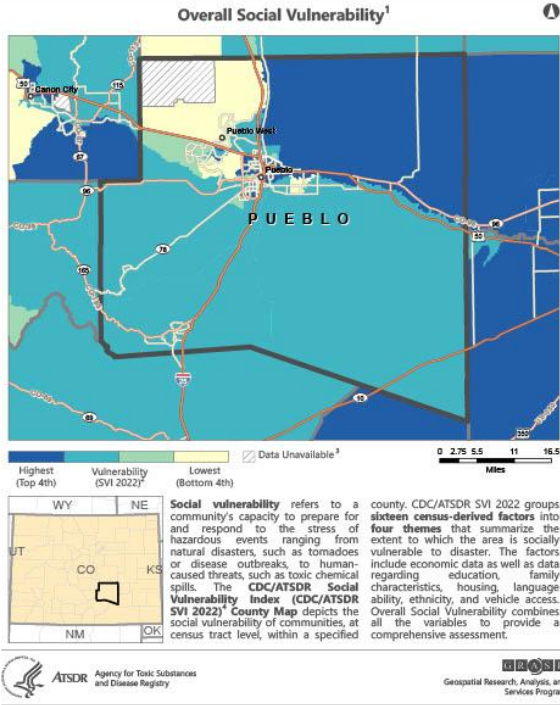 Overall Social Vulnerability¹
50
Canon City
115
67
Pueblo West
Pueblo
96
PUEBLO
96
50
78
165
25
10
69
Highest
(Top 4th)
Vulnerability
(SVI 2022)²
Lowest
(Bottom 4th)
Data Unavailable ³
0 2.75 5.5 11 16.5
Miles
WY NE
UT
CO KS
NM OK
Social vulnerability refers to a
community's capacity to prepare for
and respond to the stress of
hazardous events ranging from
natural disasters, such as tornadoes
or disease outbreaks, to human-
caused threats, such as toxic chemical
spills. The CDC/ATSDR Social
Vulnerability Index (CDC/ATSDR
SVI 2022)⁴ County Map depicts the
social vulnerability of communities, at
census tract level, within a specified
county. CDC/ATSDR SVI 2022 groups
sixteen census-derived factors into
four themes that summarize the
extent to which the area is socially
vulnerable to disaster. The factors
include economic data as well as data
regarding education, family
characteristics, housing, language
ability, ethnicity, and vehicle access.
Overall Social Vulnerability combines
all the variables to provide a
comprehensive assessment.
ATSDR
Agency for Toxic Substances
and Disease Registry
GRASP
Geospatial Research, Analysis, an
Services Progra